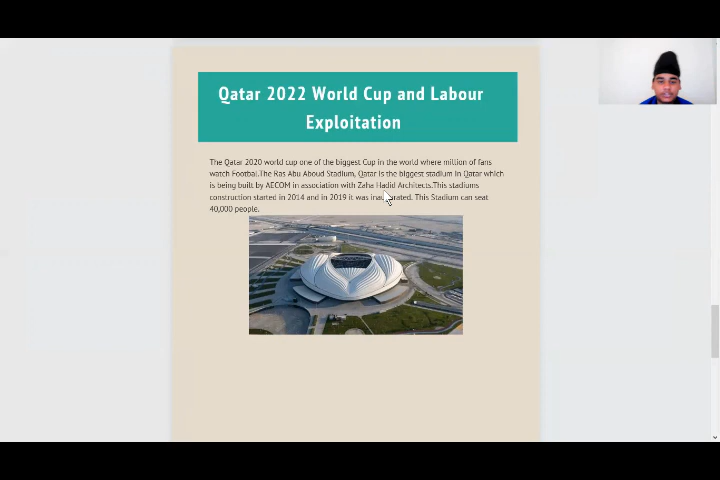 Qatar 2022 World Cup and Labour
Exploitation
The Qatar 2020 world cup one of the biggest Cup in the world where million of fans
watch Footbal.The Ras Abu Aboud Stadium, Qatar is the biggest stadium in Qatar which
is being built by AECOM in association with Zaha Hadid Architects.This stadiums
construction started in 2014 and in 2019 it was inaugurated. This Stadium can seat
40,000 people.